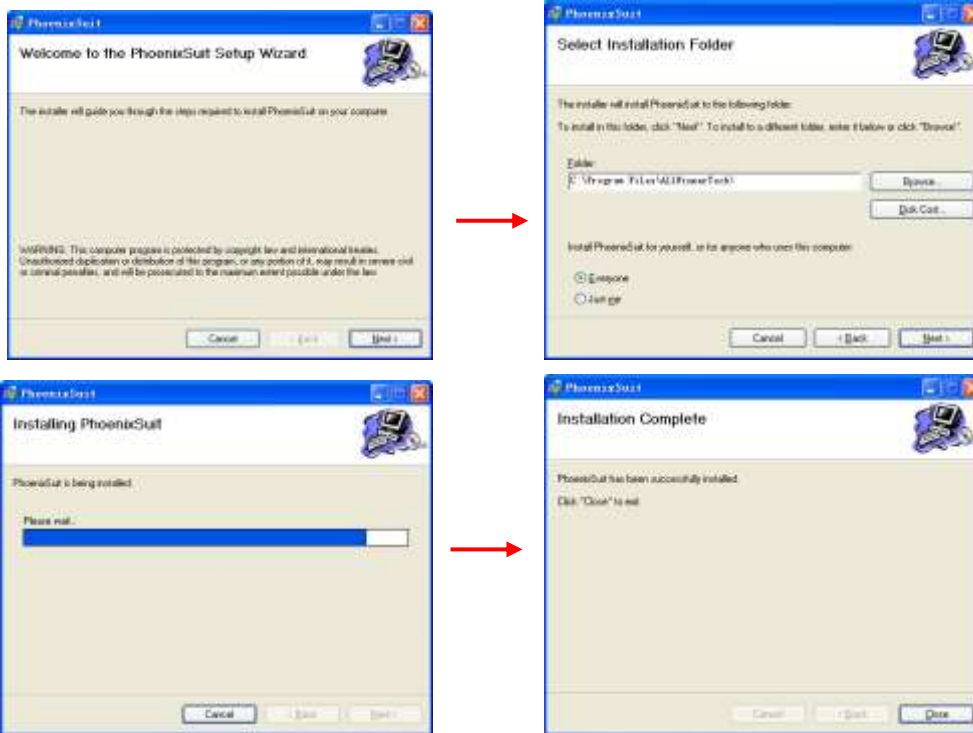 PhoenixSuit
Welcome to the PhoenixSuit Setup Wizard
The installer will guide you through the steps required to install PhoenixSuit on your computer.
WARNING: This computer program is protected by copyright law and international treaties.
Unauthorized duplication or distribution of this program, or any portion of it, may result in severe civil
or criminal penalties, and will be prosecuted to the maximum extent possible under the law.
Cancel
< Back
Next >
PhoenixSuit
Select Installation Folder
The installer will install PhoenixSuit to the following folder.
To install in this folder, click "Next". To install to a different folder, enter it below or click "Browse".
Folder:
C:\Program Files\ALLWinnerTech\
Browse...
Disk Cost...
Install PhoenixSuit for yourself, or for anyone who uses this computer:
Everyone
Just me
Cancel
< Back
Next >
PhoenixSuit
Installing PhoenixSuit
PhoenixSuit is being installed.
Please wait...
Cancel
< Back
Next >
PhoenixSuit
Installation Complete
PhoenixSuit has been successfully installed.
Click "Close" to exit.
Cancel
< Back
Close